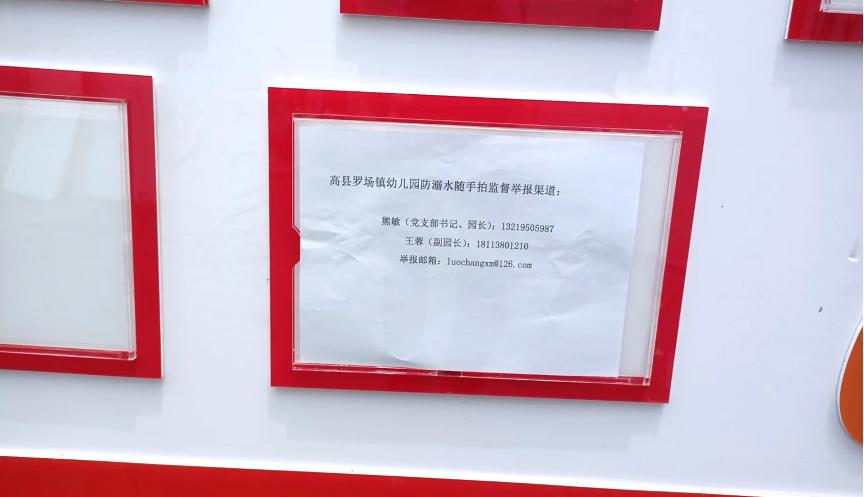 高县罗场镇幼儿园防溺水随手拍监督举报渠道：
熊敏（党支部书记、园长）：13219505987
王蓉（副园长）：18113801210
举报邮箱：luochangxm@126.com